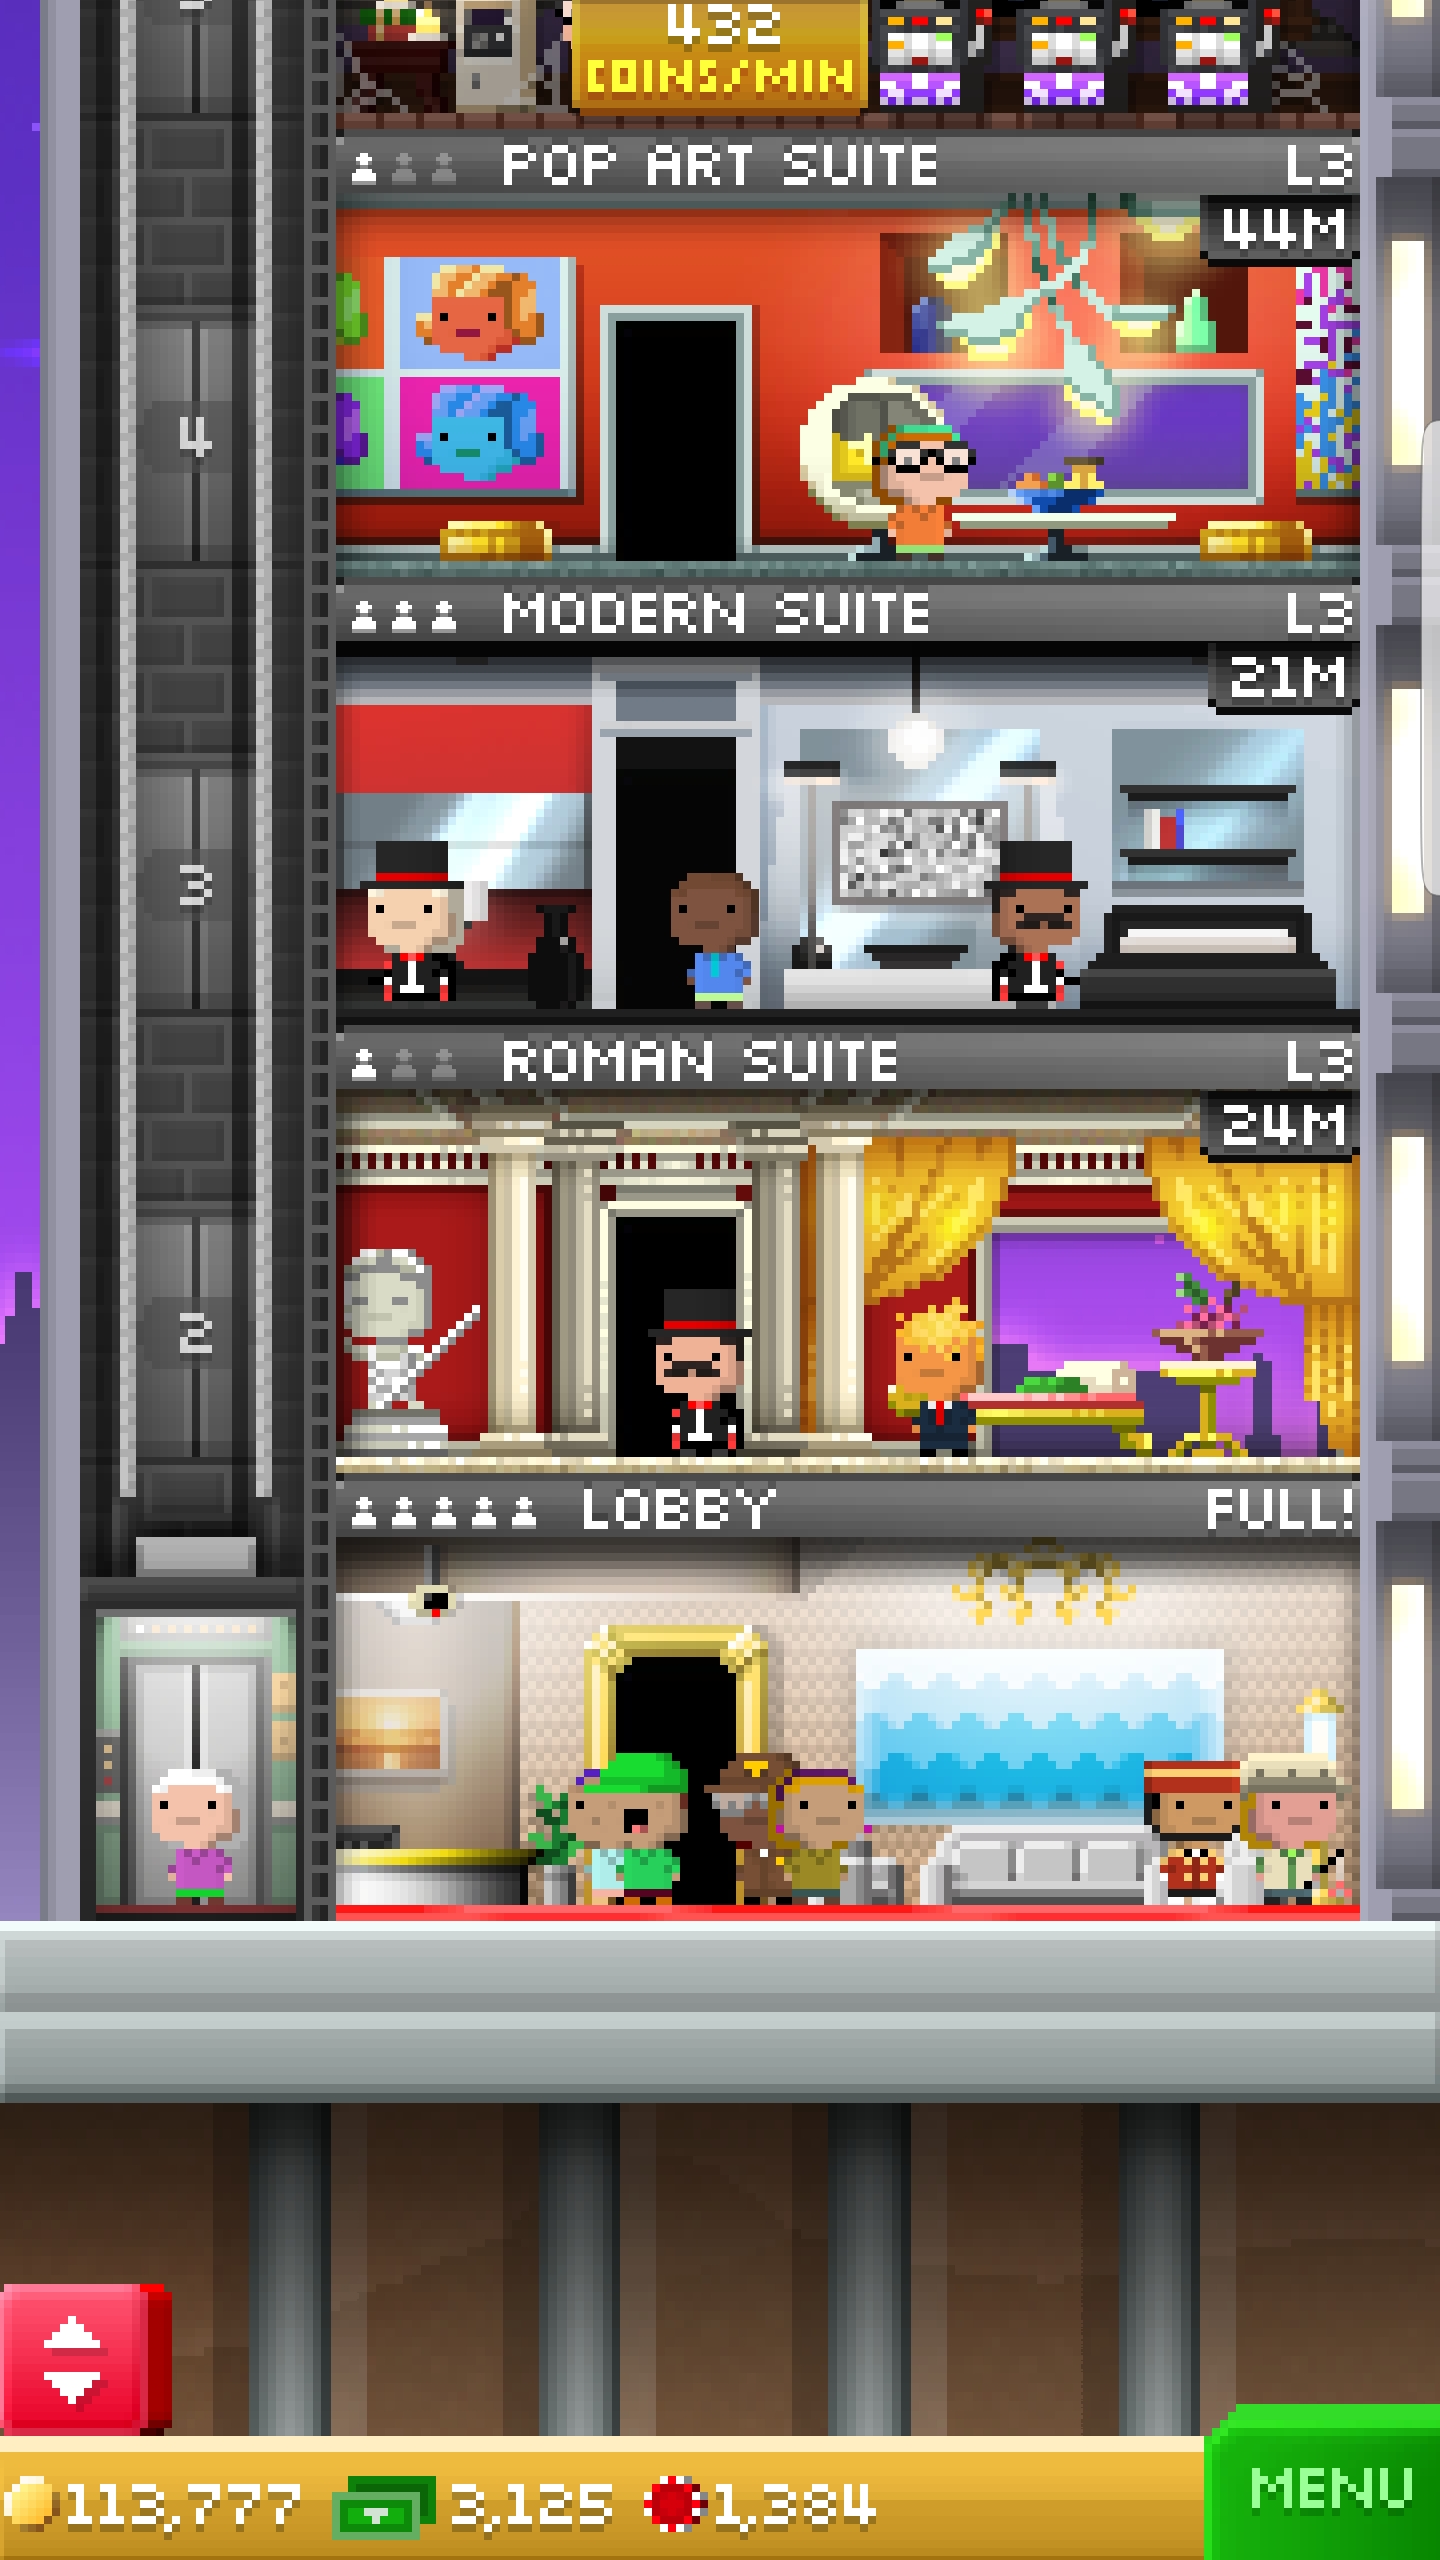 432
COINS/MIN
POP ART SUITE L3
44M
4
MODERN SUITE L3
21M
3
ROMAN SUITE L3
24M
2
LOBBY FULL!
113,777 3,125 1,384
MENU